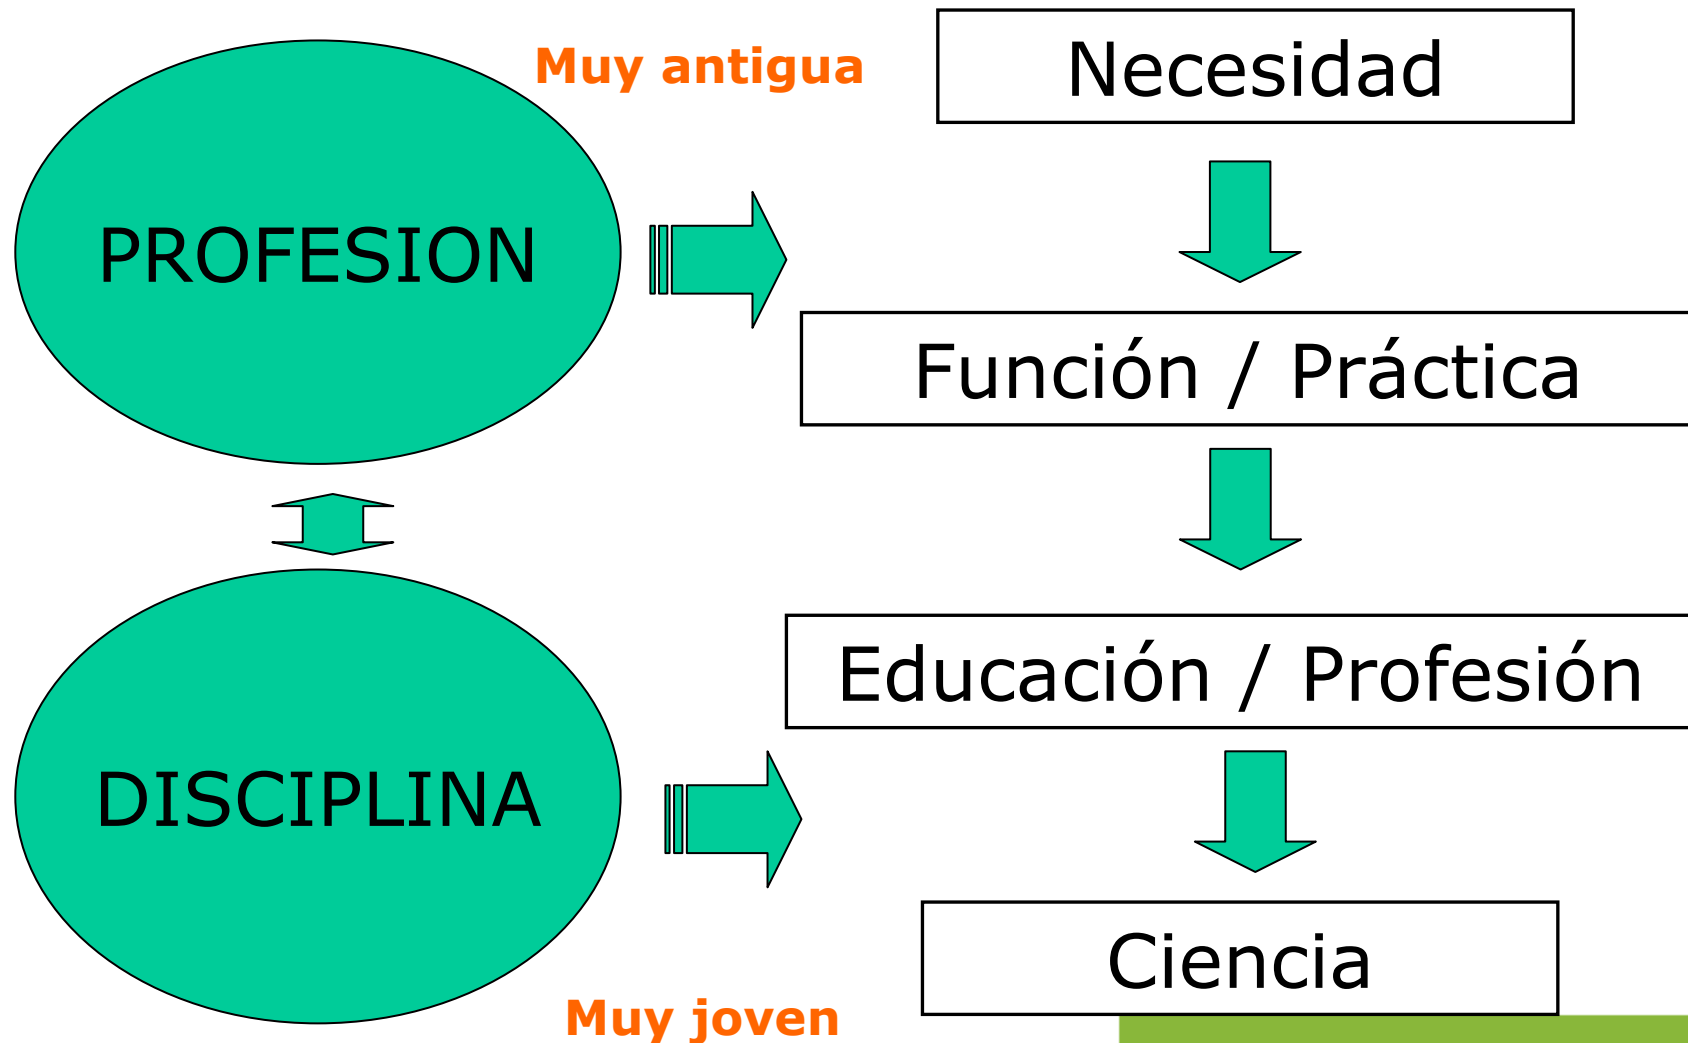 Muy antigua
Necesidad
PROFESION
Función / Práctica
Educación / Profesión
DISCIPLINA
Ciencia
Muy joven